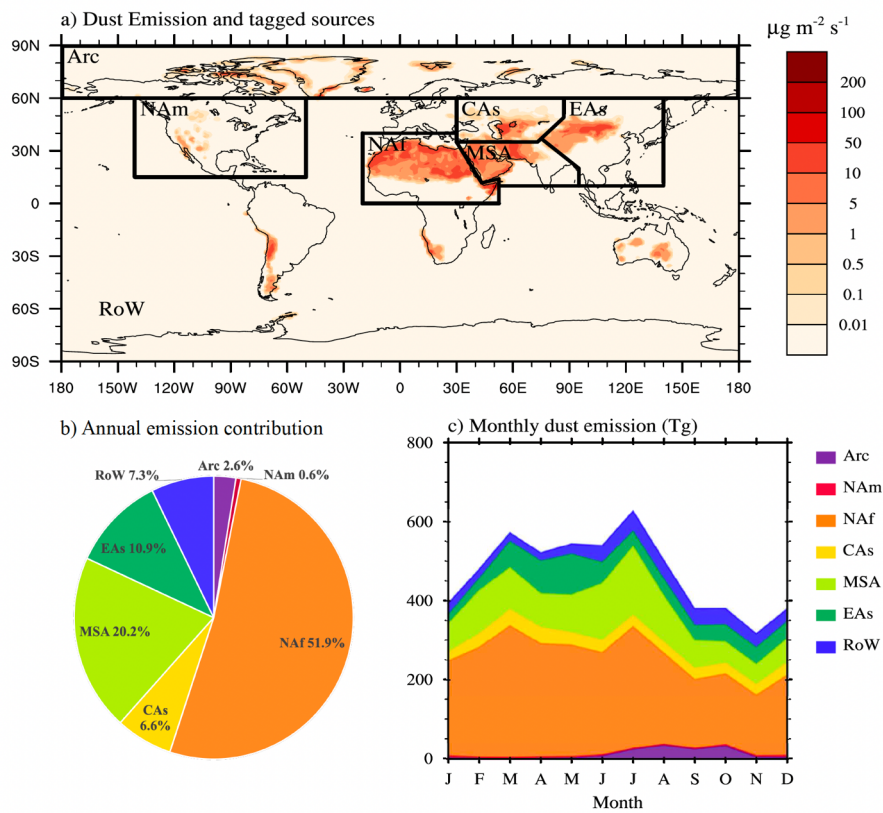 a) Dust Emission and tagged sources
μg m⁻² s⁻¹
90N
60N
30N
0
30S
60S
90S
Arc
NAm
NAf
CAs
EAs
MSA
RoW
180 150W 120W 90W 60W 30W 0 30E 60E 90E 120E 150E 180
200
100
50
10
5
1
0.5
0.1
0.01
b) Annual emission contribution
RoW 7.3%
Arc 2.6%
NAm 0.6%
EAs 10.9%
MSA 20.2%
NAf 51.9%
CAs
6.6%
c) Monthly dust emission (Tg)
800
600
400
200
0
J F M A M J J A S O N D
Month
Arc
NAm
NAf
CAs
MSA
EAs
RoW